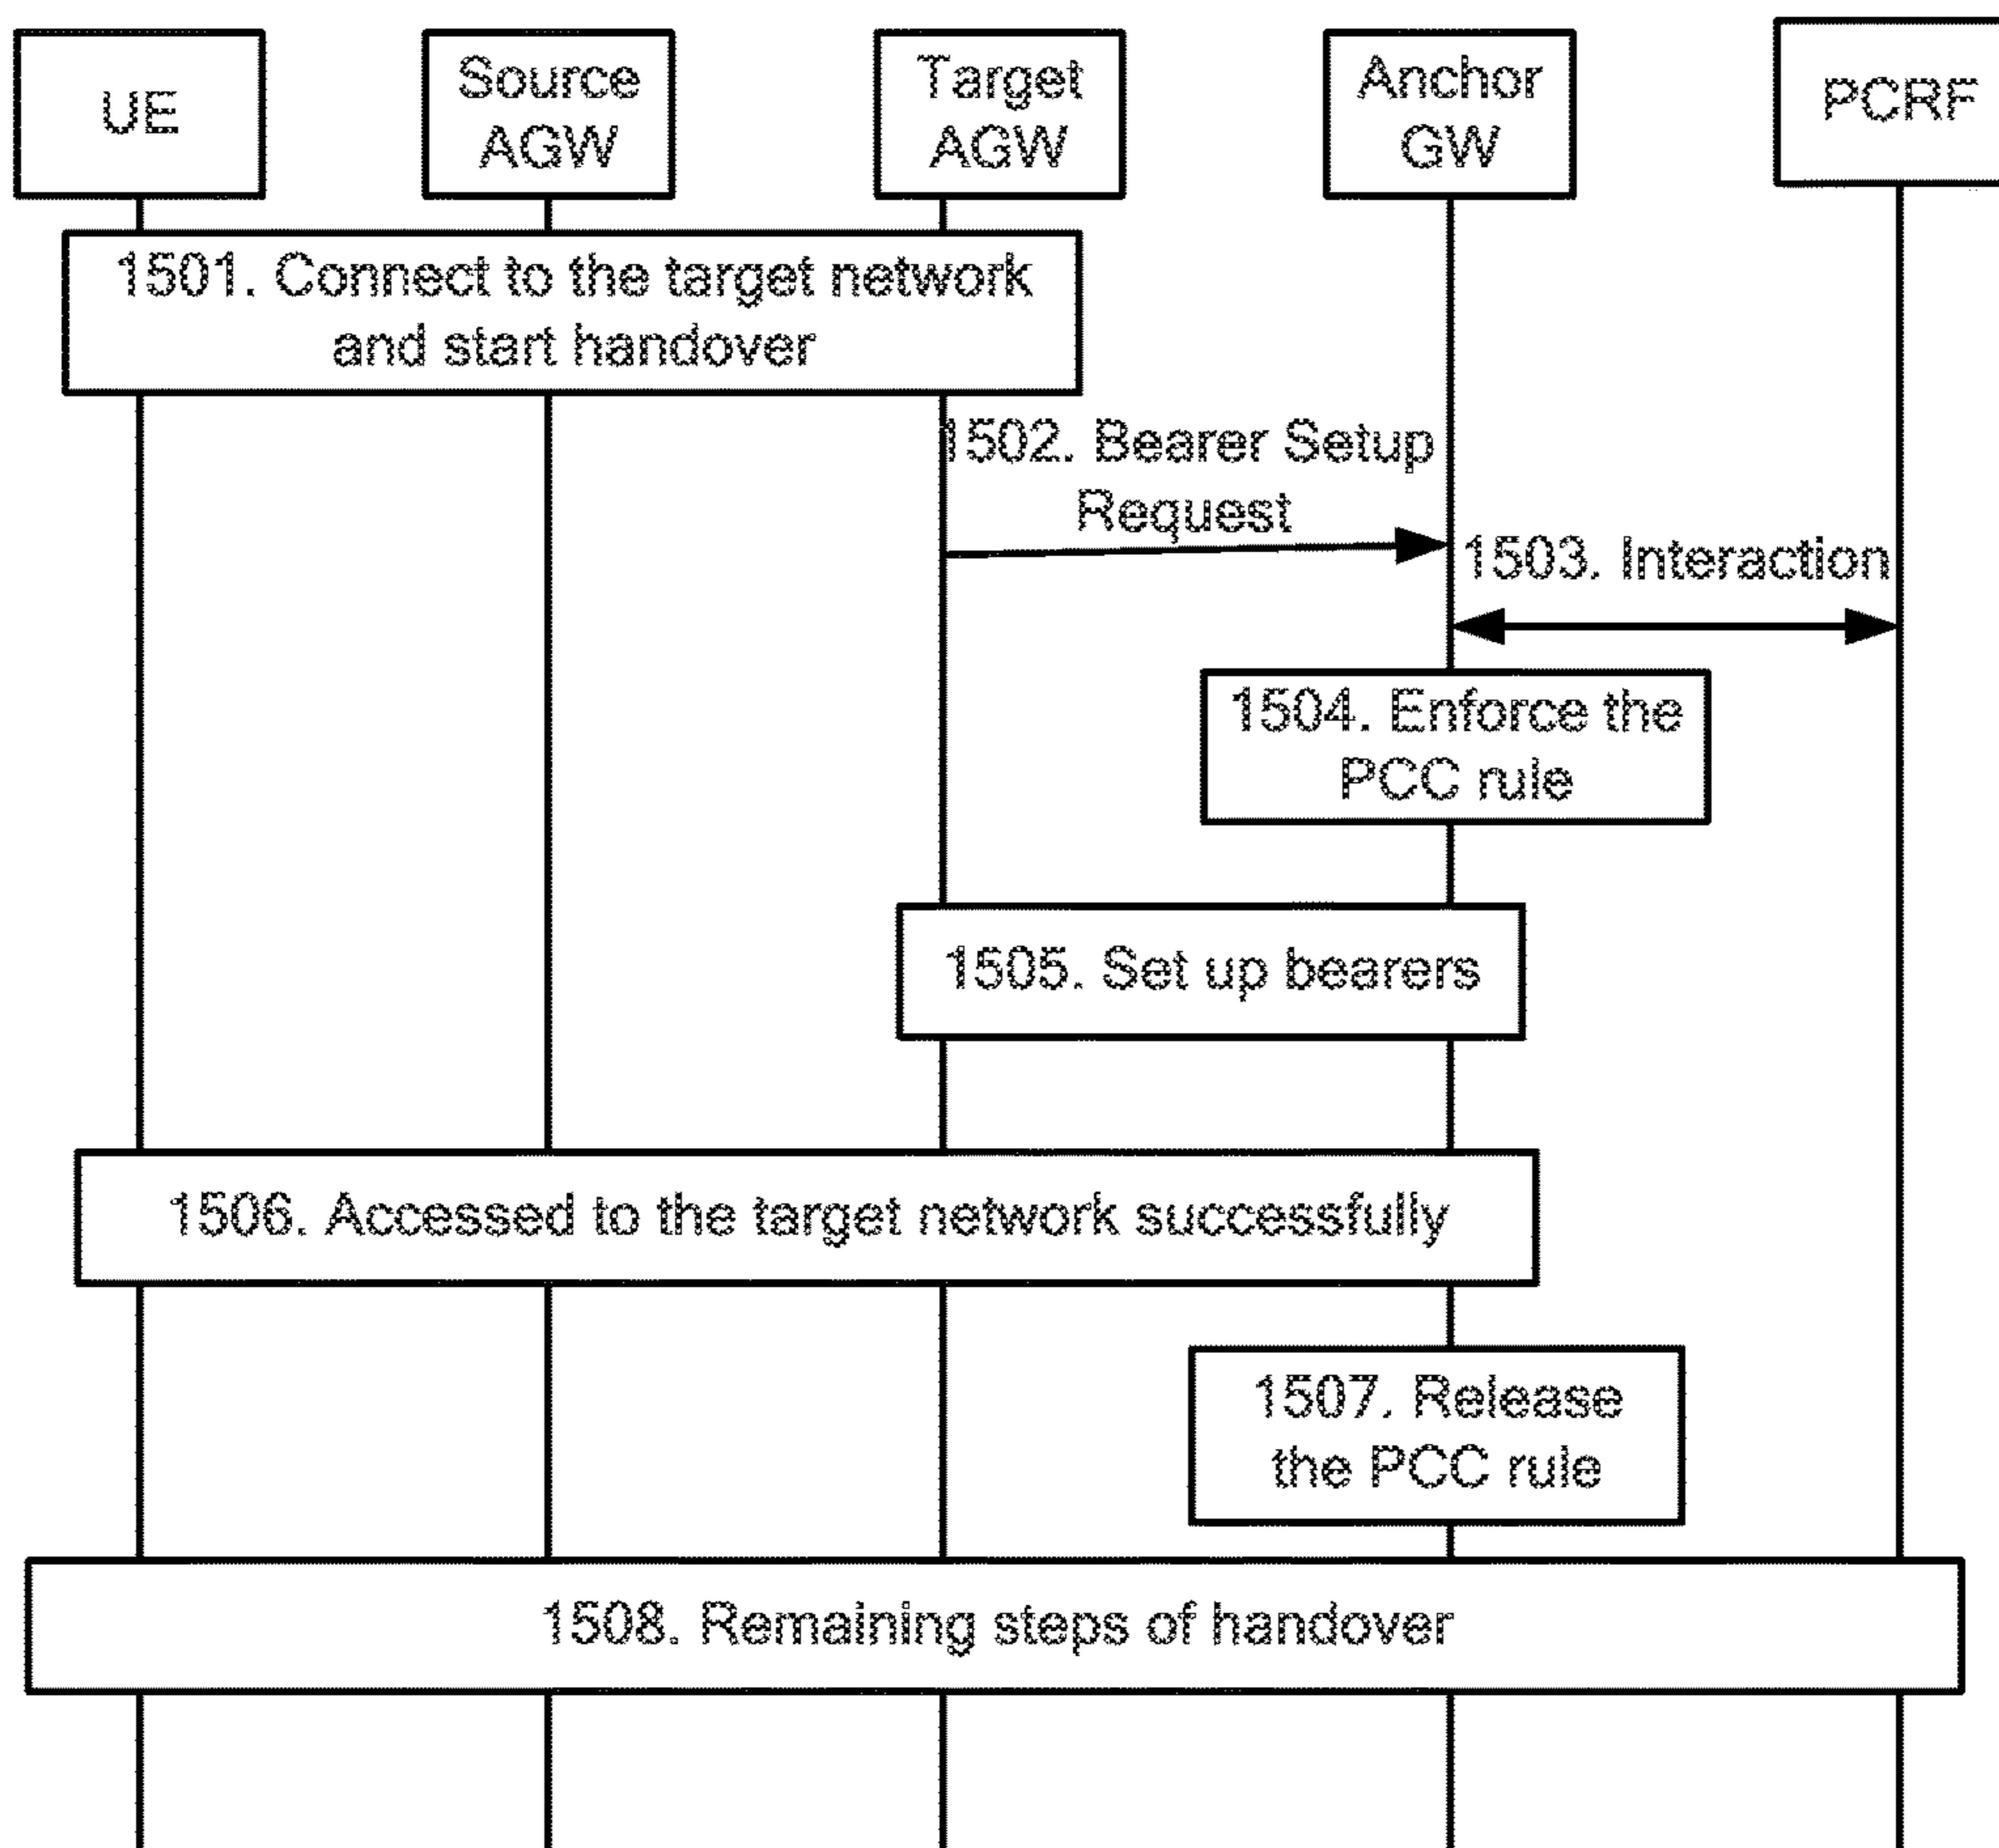 UE
Source
AGW
Target
AGW
Anchor
GW
PCRF
1501. Connect to the target network
and start handover
1502. Bearer Setup
Request
1503. Interaction
1504. Enforce the
PCC rule
1505. Set up bearers
1506. Accessed to the target network successfully
1507. Release
the PCC rule
1508. Remaining steps of handover